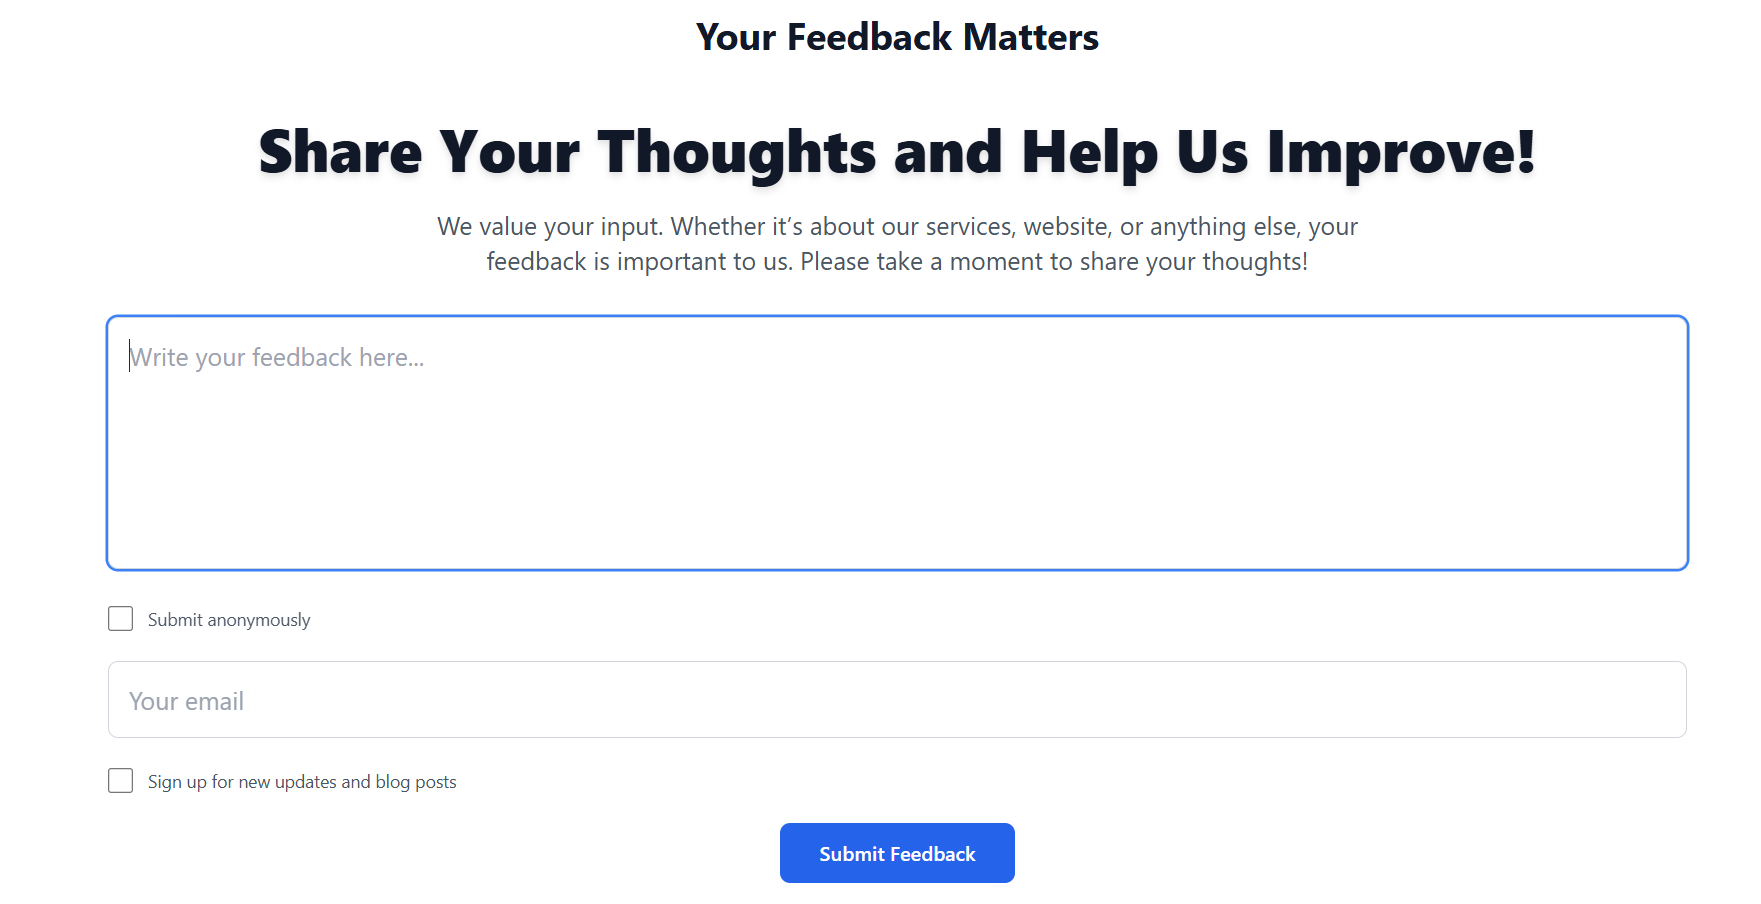 Your Feedback Matters
Share Your Thoughts and Help Us Improve!
We value your input. Whether it’s about our services, website, or anything else, your
feedback is important to us. Please take a moment to share your thoughts!
Write your feedback here...
Submit anonymously
Your email
Sign up for new updates and blog posts
Submit Feedback